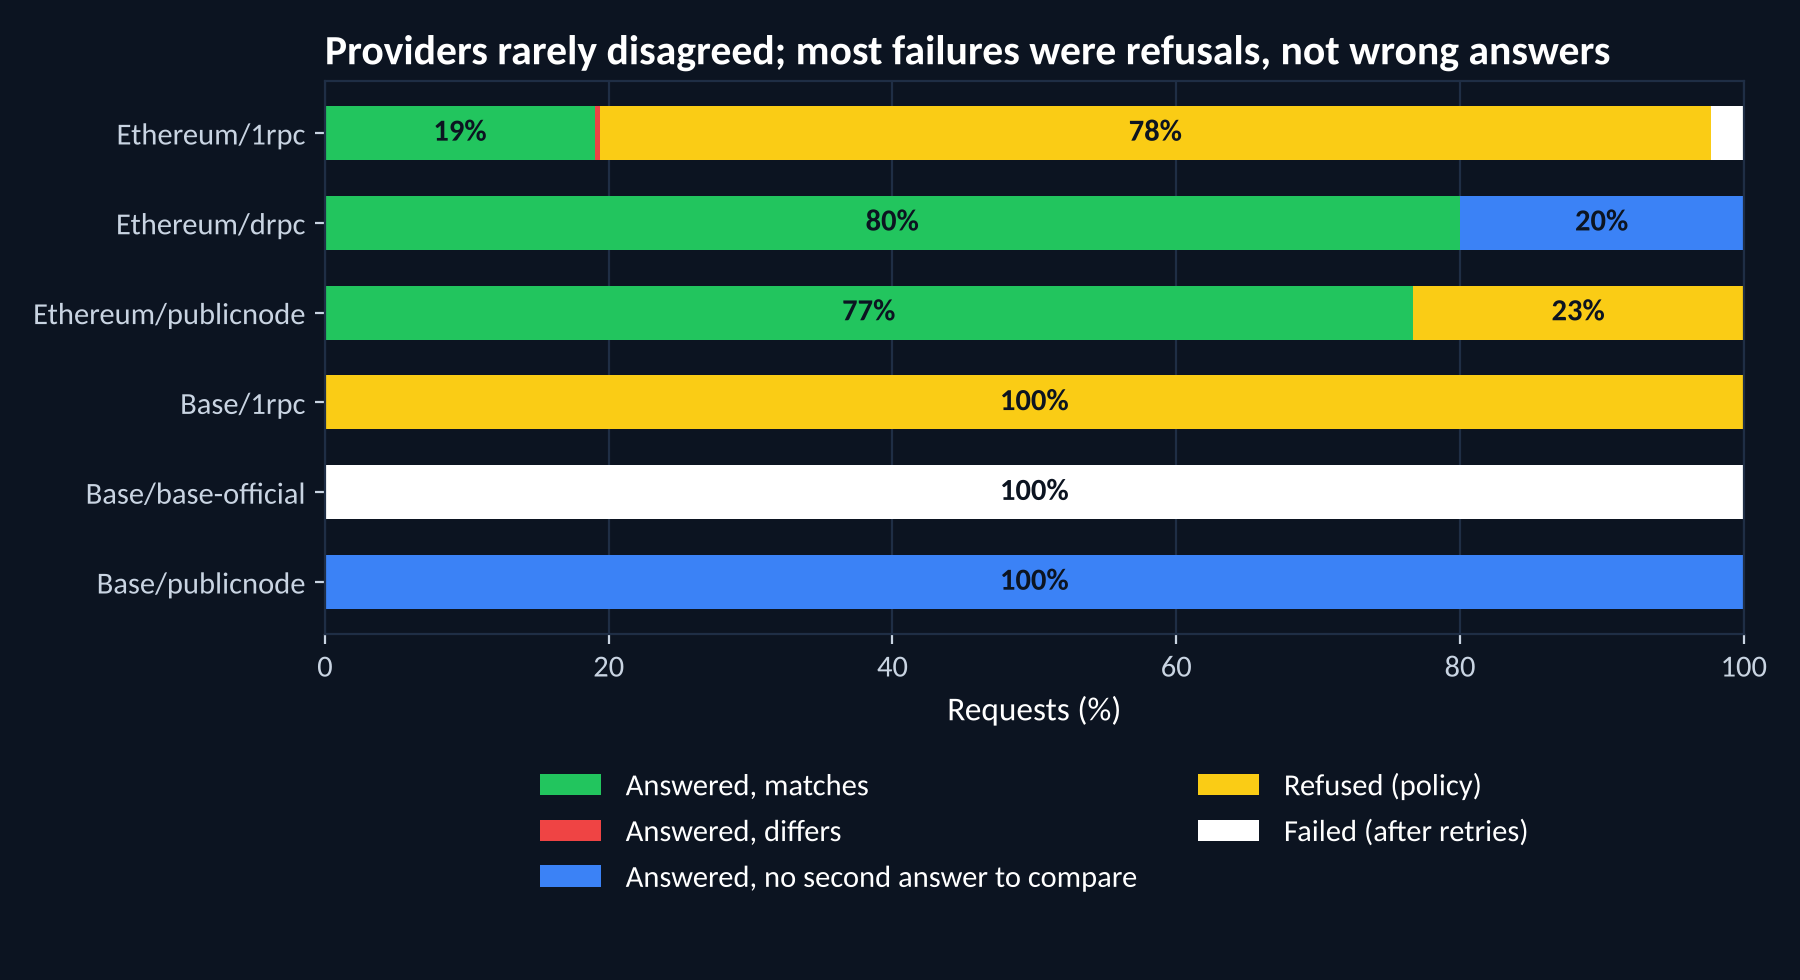 Providers rarely disagreed; most failures were refusals, not wrong answers
Ethereum/1rpc
19%
78%
Ethereum/drpc
80%
20%
Ethereum/publicnode
77%
23%
Base/1rpc
100%
Base/base-official
100%
Base/publicnode
100%
0 20 40 60 80 100
Requests (%)
Answered, matches
Answered, differs
Answered, no second answer to compare
Refused (policy)
Failed (after retries)